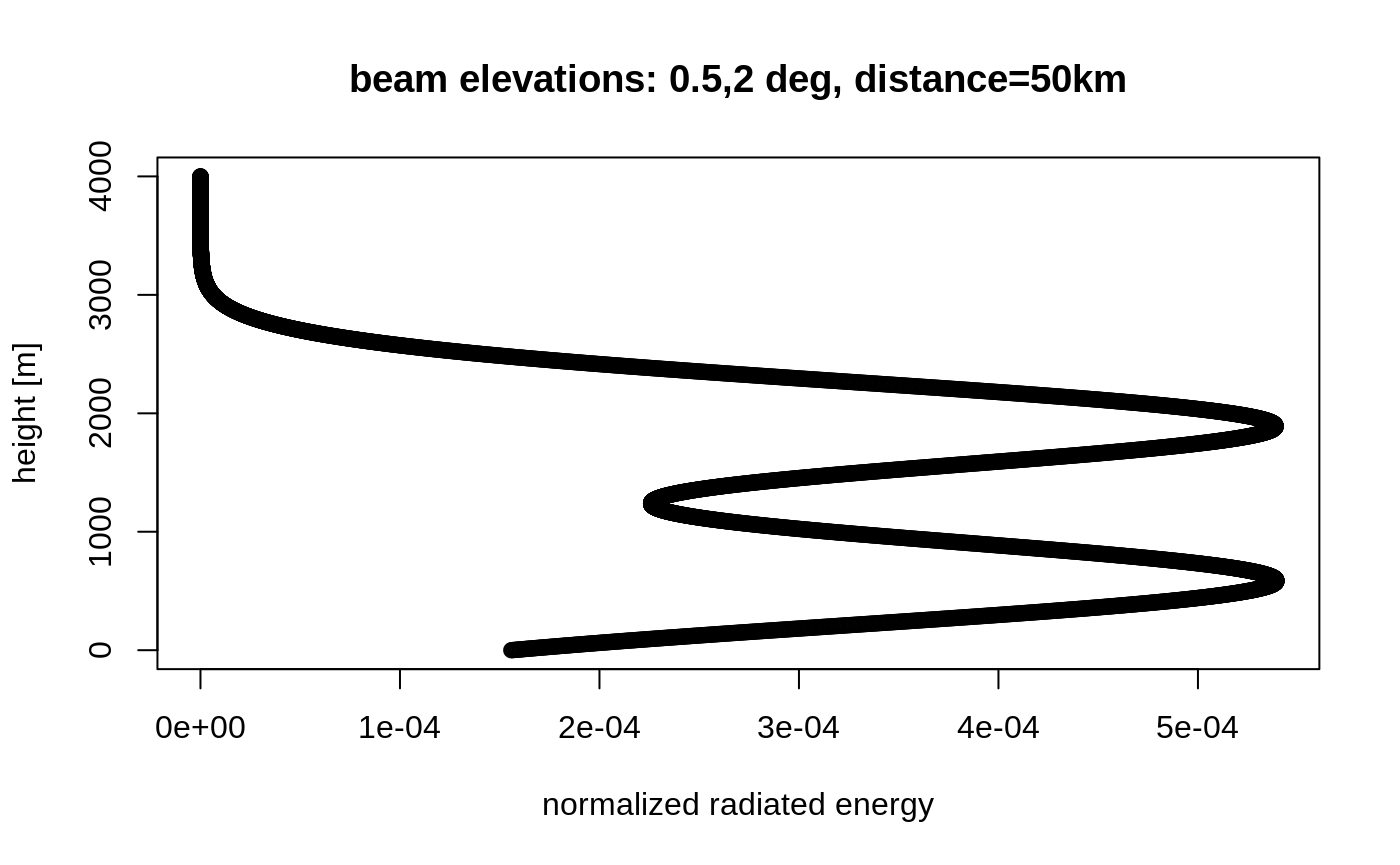 beam elevations: 0.5,2 deg, distance=50km
height [m]
4000
3000
2000
1000
0
0e+00 1e-04 2e-04 3e-04 4e-04 5e-04
normalized radiated energy